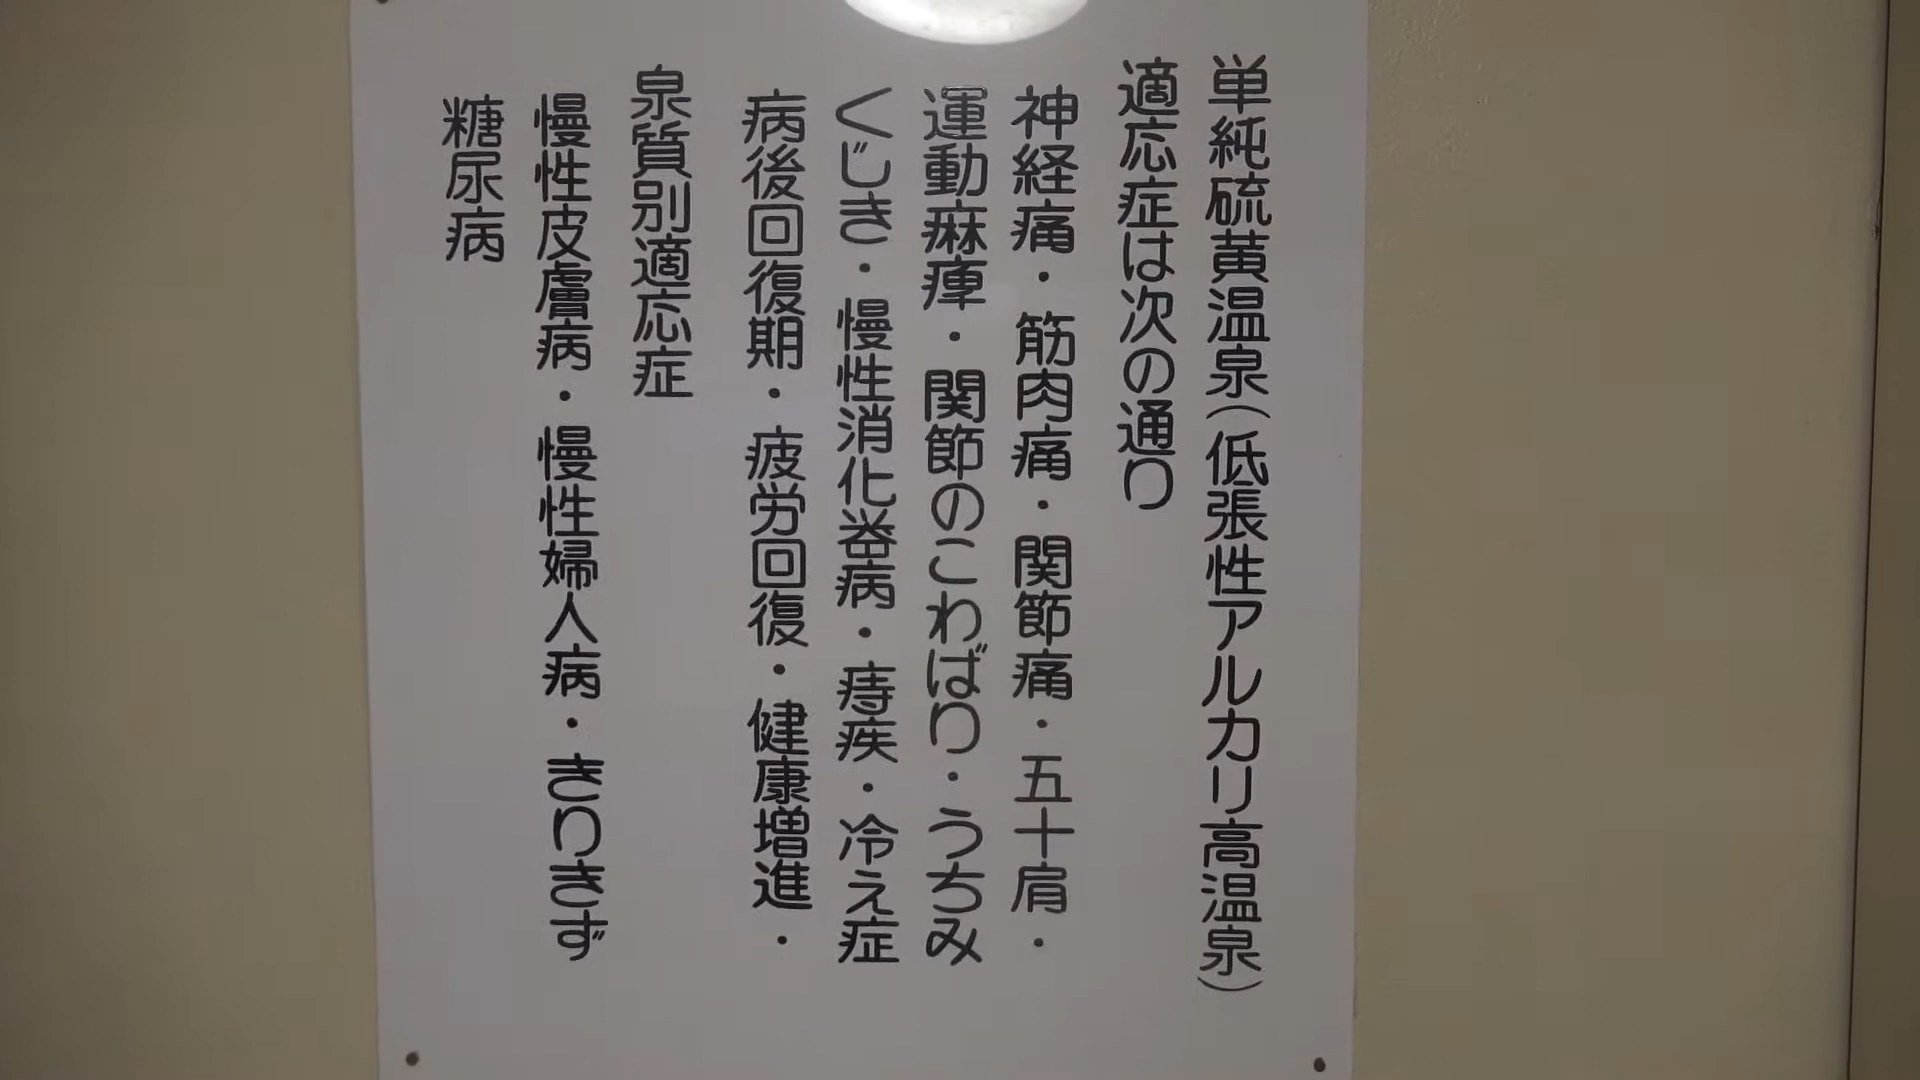 単純硫黄温泉（低張性アルカリ高温泉）
適応症は次の通り
神経痛・筋肉痛・関節痛・五十肩・
運動麻痺・関節のこわばり・うちみ
くじき・慢性消化器病・痔疾・冷え症
病後回復期・疲労回復・健康増進・
泉質別適応症
慢性皮膚病・慢性婦人病・きりきず
糖尿病